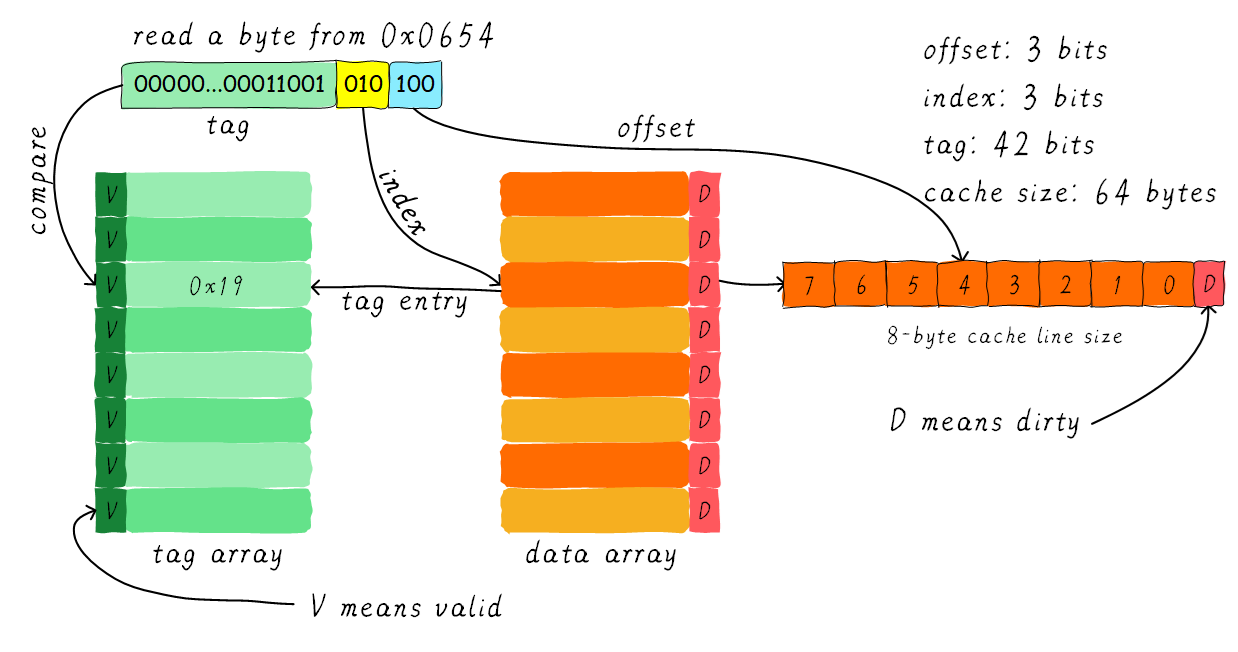 read a byte from 0x0654
00000...00011001 010 100
tag
offset: 3 bits
index: 3 bits
tag: 42 bits
cache size: 64 bytes
compare
index
offset
V
V
V
V
V
V
V
V
0x19
tag entry
D
D
D
D
D
D
D
D
7 6 5 4 3 2 1 0 D
8-byte cache line size
D means dirty
tag array
data array
V means valid